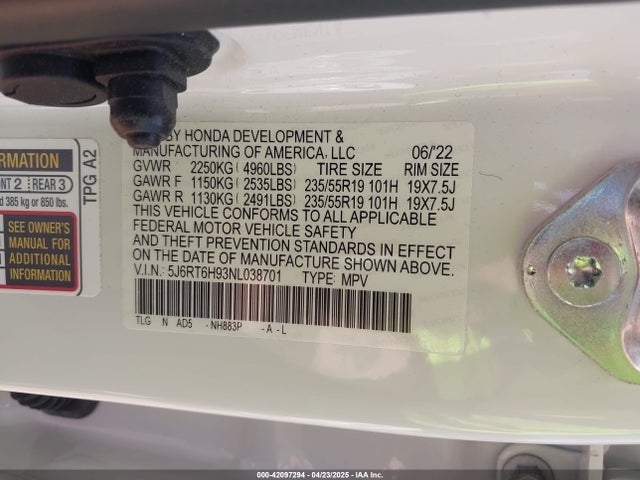 BY HONDA DEVELOPMENT &
MANUFACTURING OF AMERICA, LLC 06/'22
GVWR 2250KG ( 4960LBS) TIRE SIZE RIM SIZE
GAWR F 1150KG ( 2535LBS) 235/55R19 101H 19X7.5J
GAWR R 1130KG ( 2491LBS) 235/55R19 101H 19X7.5J
THIS VEHICLE CONFORMS TO ALL APPLICABLE
FEDERAL MOTOR VEHICLE SAFETY
AND THEFT PREVENTION STANDARDS IN EFFECT
ON THE DATE OF MANUFACTURE SHOWN ABOVE.
V.I.N.: 5J6RT6H93NL038701 TYPE: MPV
TLG N AD5 -NH883P -A-L
RMATION
NT 2 REAR 3
d 385 kg or 850 lbs.
SEE OWNER'S
MANUAL FOR
ADDITIONAL
INFORMATION
TPG A2
000-42097294 - 04/23/2025 - IAA Inc.